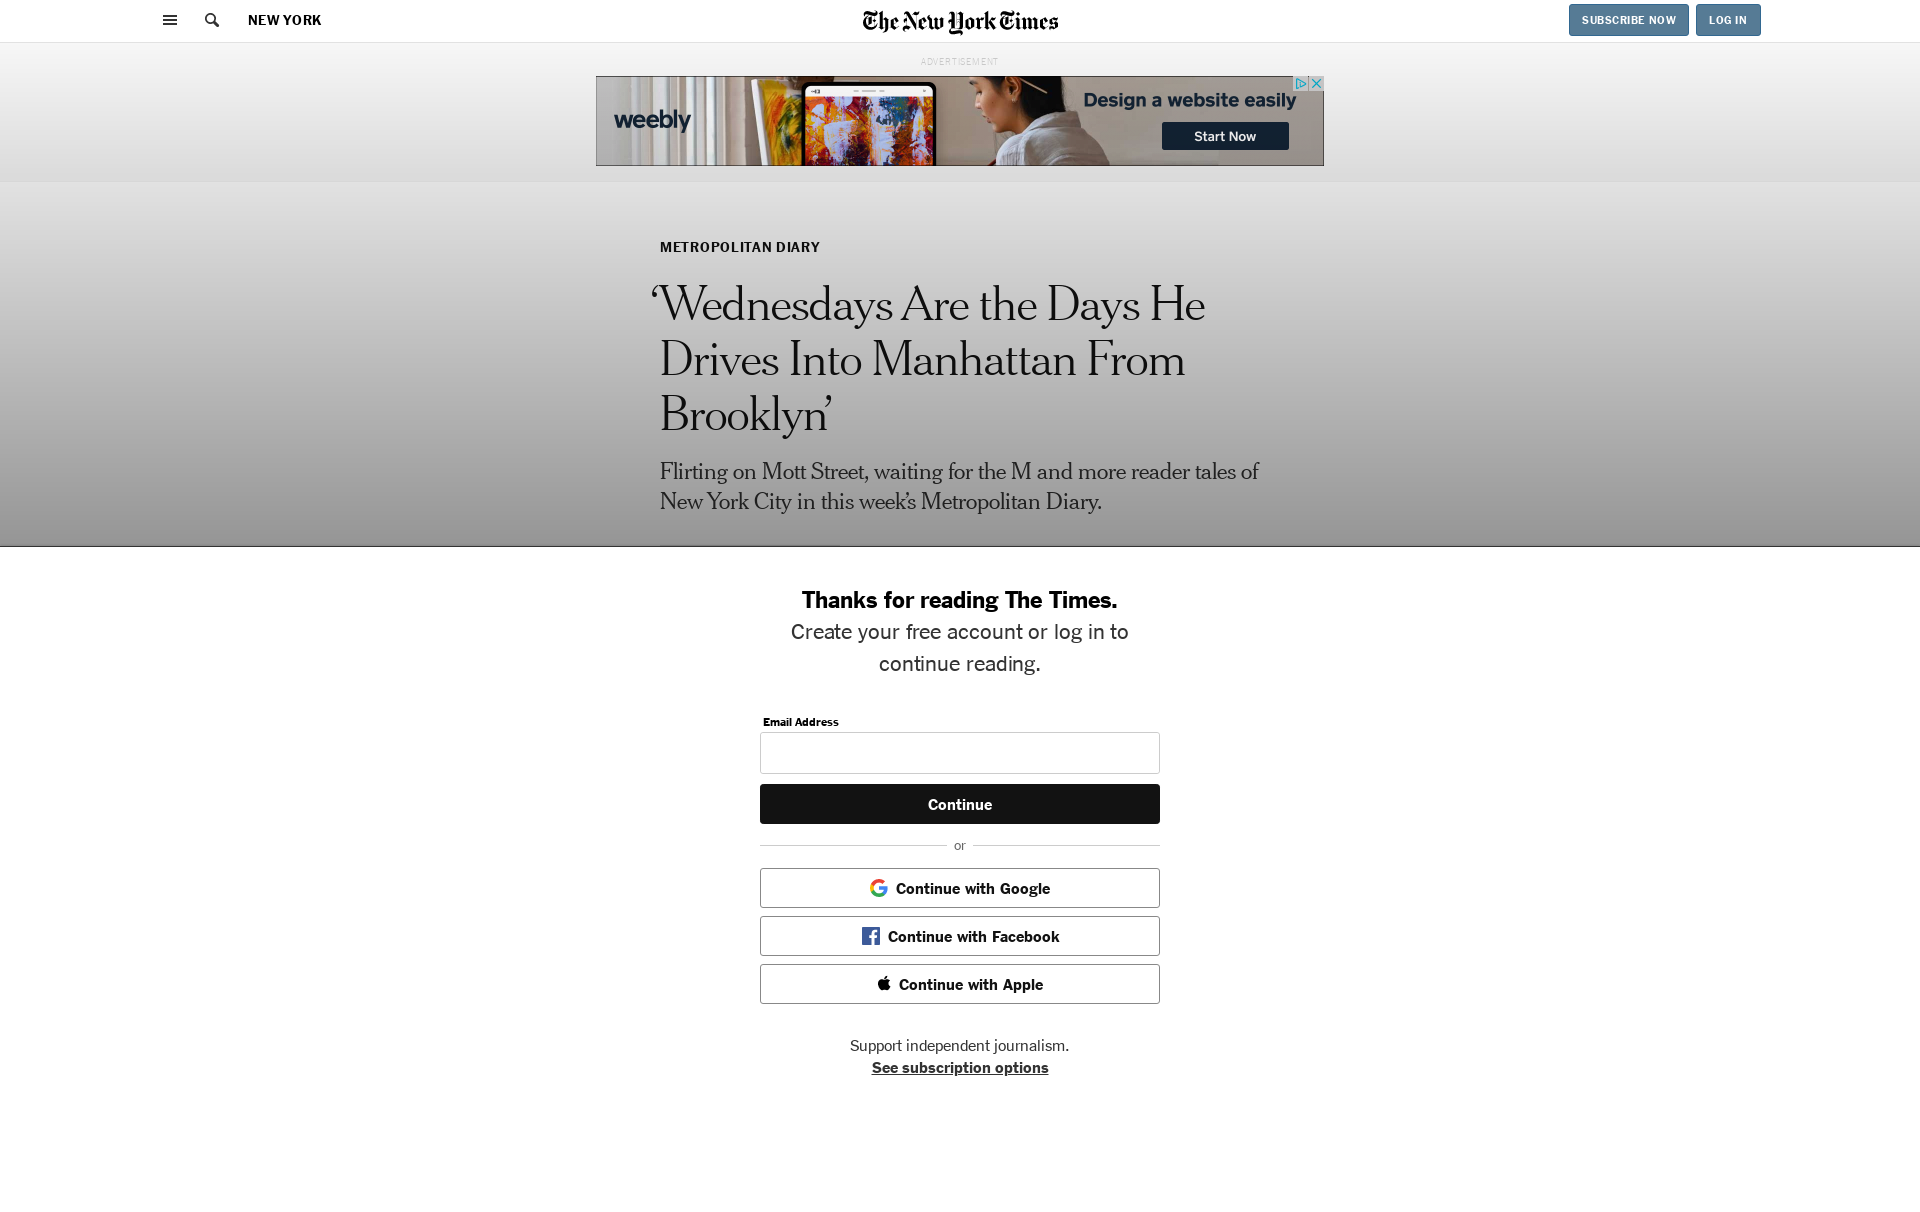 NEW YORK
The New York Times
SUBSCRIBE NOW
LOG IN
ADVERTISEMENT
weebly
Design a website easily
Start Now
METROPOLITAN DIARY
‘Wednesdays Are the Days He
Drives Into Manhattan From
Brooklyn’
Flirting on Mott Street, waiting for the M and more reader tales of
New York City in this week’s Metropolitan Diary.
Thanks for reading The Times.
Create your free account or log in to
continue reading.
Email Address
Continue
or
Continue with Google
Continue with Facebook
Continue with Apple
Support independent journalism.
See subscription options